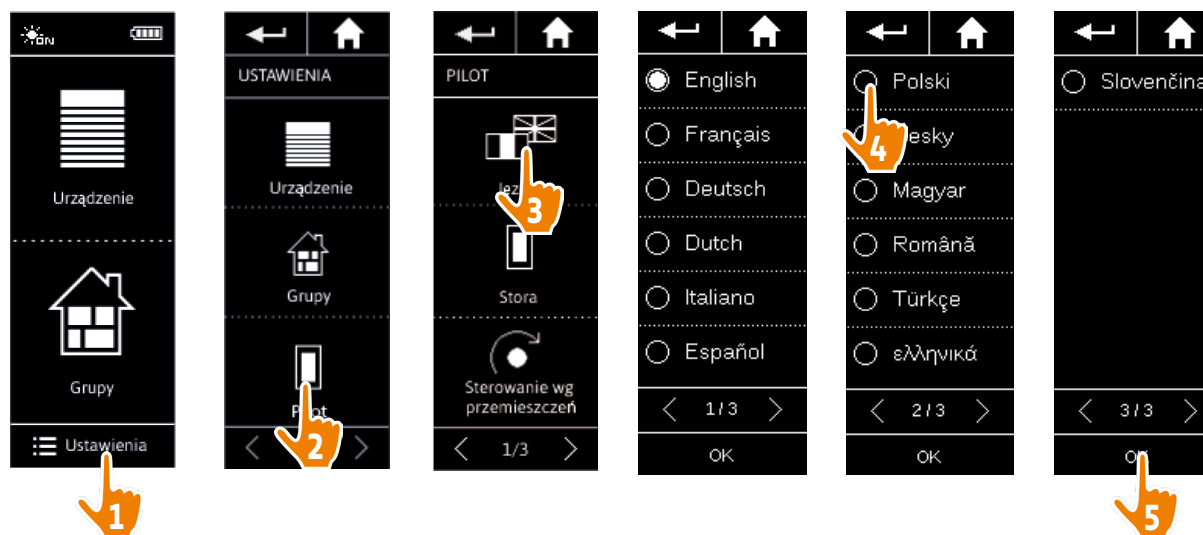 ON
Urządzenie
Grupy
Ustawienia
1
USTAWIENIA
Urządzenie
Grupy
2
PILOT
3
Stora
Sterowanie wg
przemieszczeń
1/3
English
Français
Deutsch
Dutch
Italiano
Español
1/3
OK
Polski
4
Magyar
Română
Türkçe
ελληνικά
2/3
OK
Slovenčina
3/3
OK
5